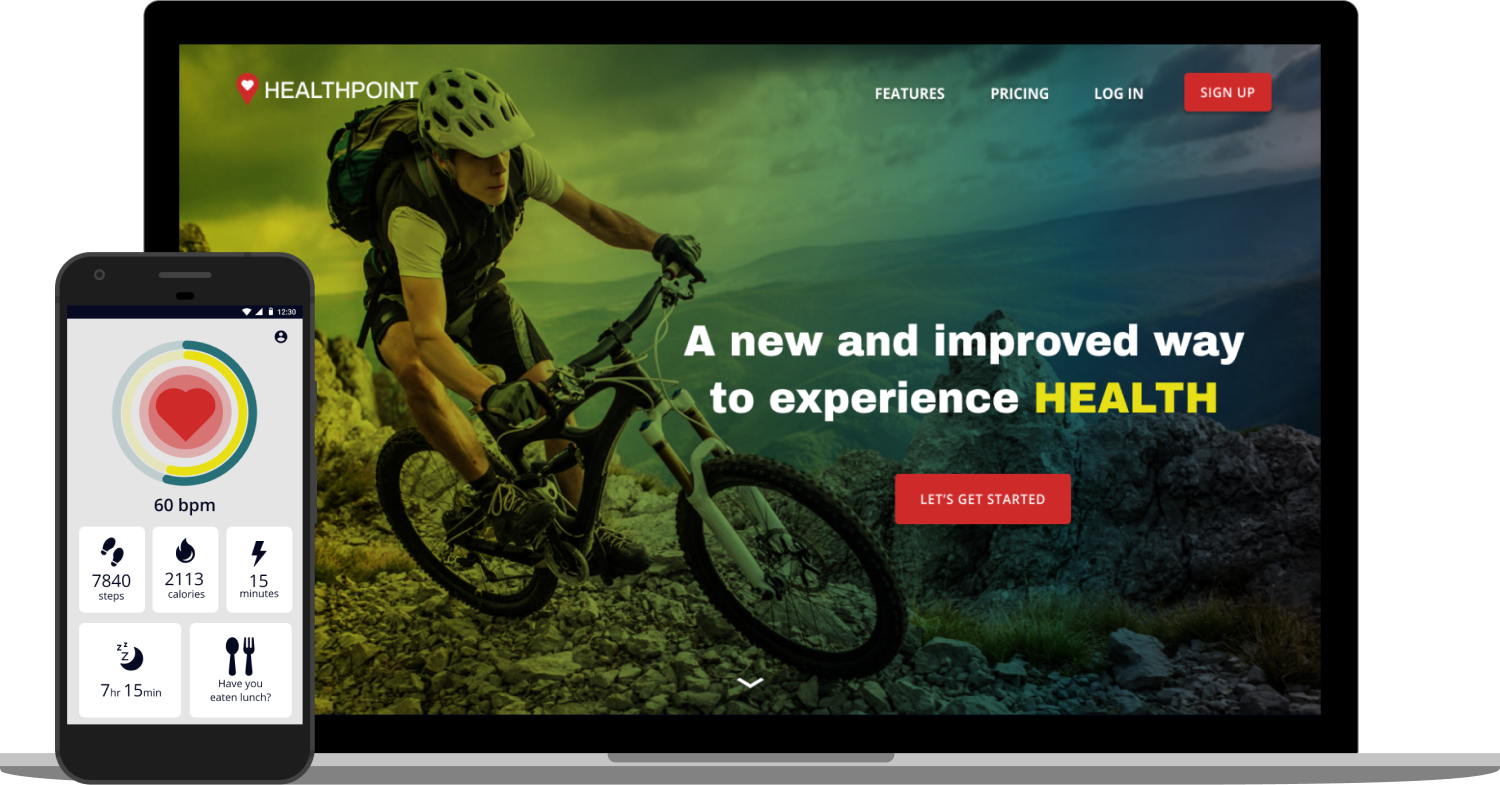 HEALTHPOINT
FEATURES PRICING LOG IN SIGN UP
A new and improved way
to experience HEALTH
LET'S GET STARTED
12:30
60 bpm
7840
steps
2113
calories
15
minutes
zzz
7hr 15min
Have you
eaten lunch?